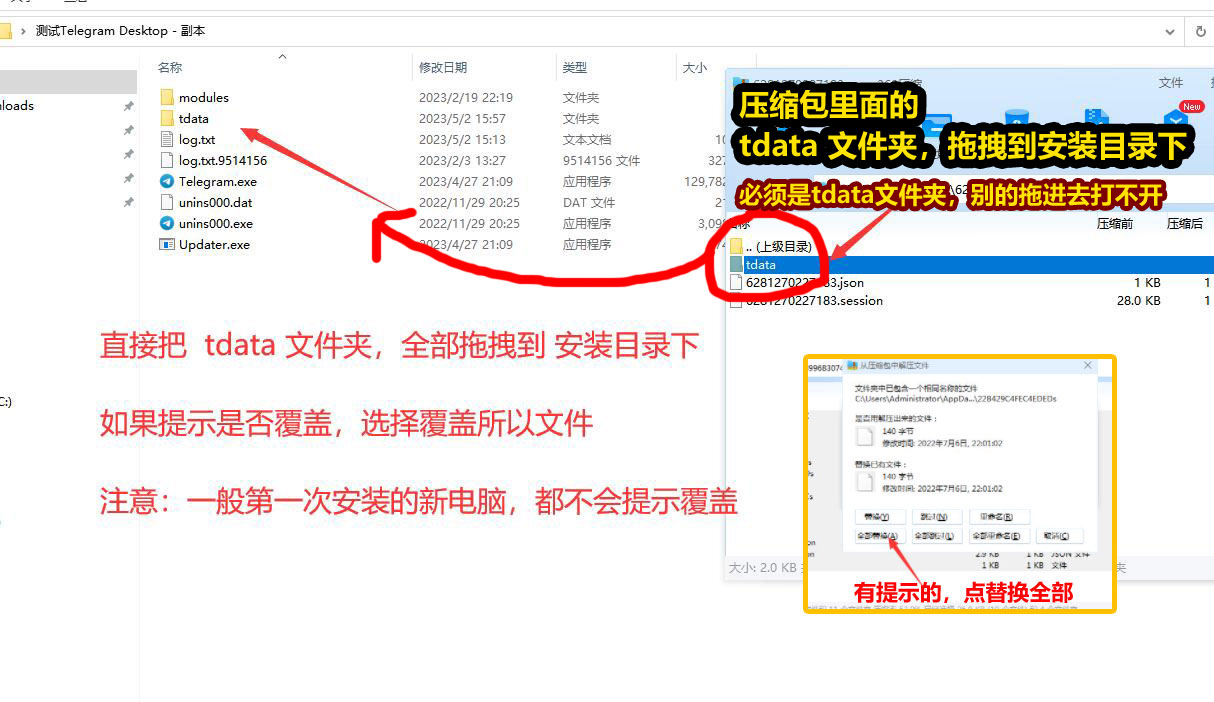 测试Telegram Desktop - 副本
名称 修改日期 类型 大小
nloads
modules 2023/2/19 22:19 文件夹
tdata 2023/5/2 15:57 文件夹
log.txt 2023/5/2 15:13 文本文档
log.txt.9514156 2023/2/3 13:27 9514156 文件 327
Telegram.exe 2023/4/27 21:09 应用程序 129,782
unins000.dat 2022/11/29 20:25 DAT 文件
unins000.exe 2022/11/29 20:25 应用程序 3,098
Updater.exe 2023/4/27 21:09 应用程序
C:)
文件
New
压缩包里面的
tdata 文件夹，拖拽到安装目录下
必须是tdata文件夹，别的拖进去打不开
压缩前 压缩后
.. (上级目录)
tdata
6281270227183.json 1 KB 1
6281270227183.session 28.0 KB 1
直接把 tdata 文件夹，全部拖拽到 安装目录下
如果提示是否覆盖，选择覆盖所以文件
注意：一般第一次安装的新电脑，都不会提示覆盖
大小: 2.0 KB
99683074
从压缩包中解压文件
文件夹中已包含一个相同名称的文件
C:\Users\Administrator\AppDa...\22B429C4FEC4EDEDs
是否用解压出来的文件：
140 字节
修改时间: 2022年7月6日, 22:01:02
替换已有文件：
140 字节
修改时间: 2022年7月6日, 22:01:02
替换(Y) 跳过(N) 重命名(R)
全部替换(A) 全部跳过(L) 全部重命名(E) 取消(C)
2.9 KB 1 KB JSON 文件
1 KB 1 KB 文件
有提示的，点替换全部